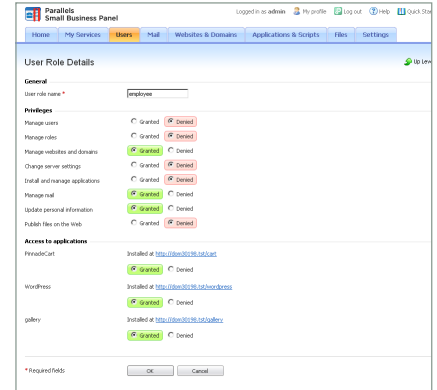 Parallels
Small Business Panel
Logged in as admin My profile Log out Help Quick Star
Home My Services Users Mail Websites & Domains Applications & Scripts Files Settings
User Role Details Up Leve
General
User role name * employee
Privileges
Manage users Granted Denied
Manage roles Granted Denied
Manage websites and domains Granted Denied
Change server settings Granted Denied
Install and manage applications Granted Denied
Manage mail Granted Denied
Update personal information Granted Denied
Publish files on the Web Granted Denied
Access to applications
PinnacleCart Installed at http://dom30198.tst/cart
Granted Denied
WordPress Installed at http://dom30198.tst/wordpress
Granted Denied
gallery Installed at http://dom30198.tst/gallery
Granted Denied
* Required fields OK Cancel